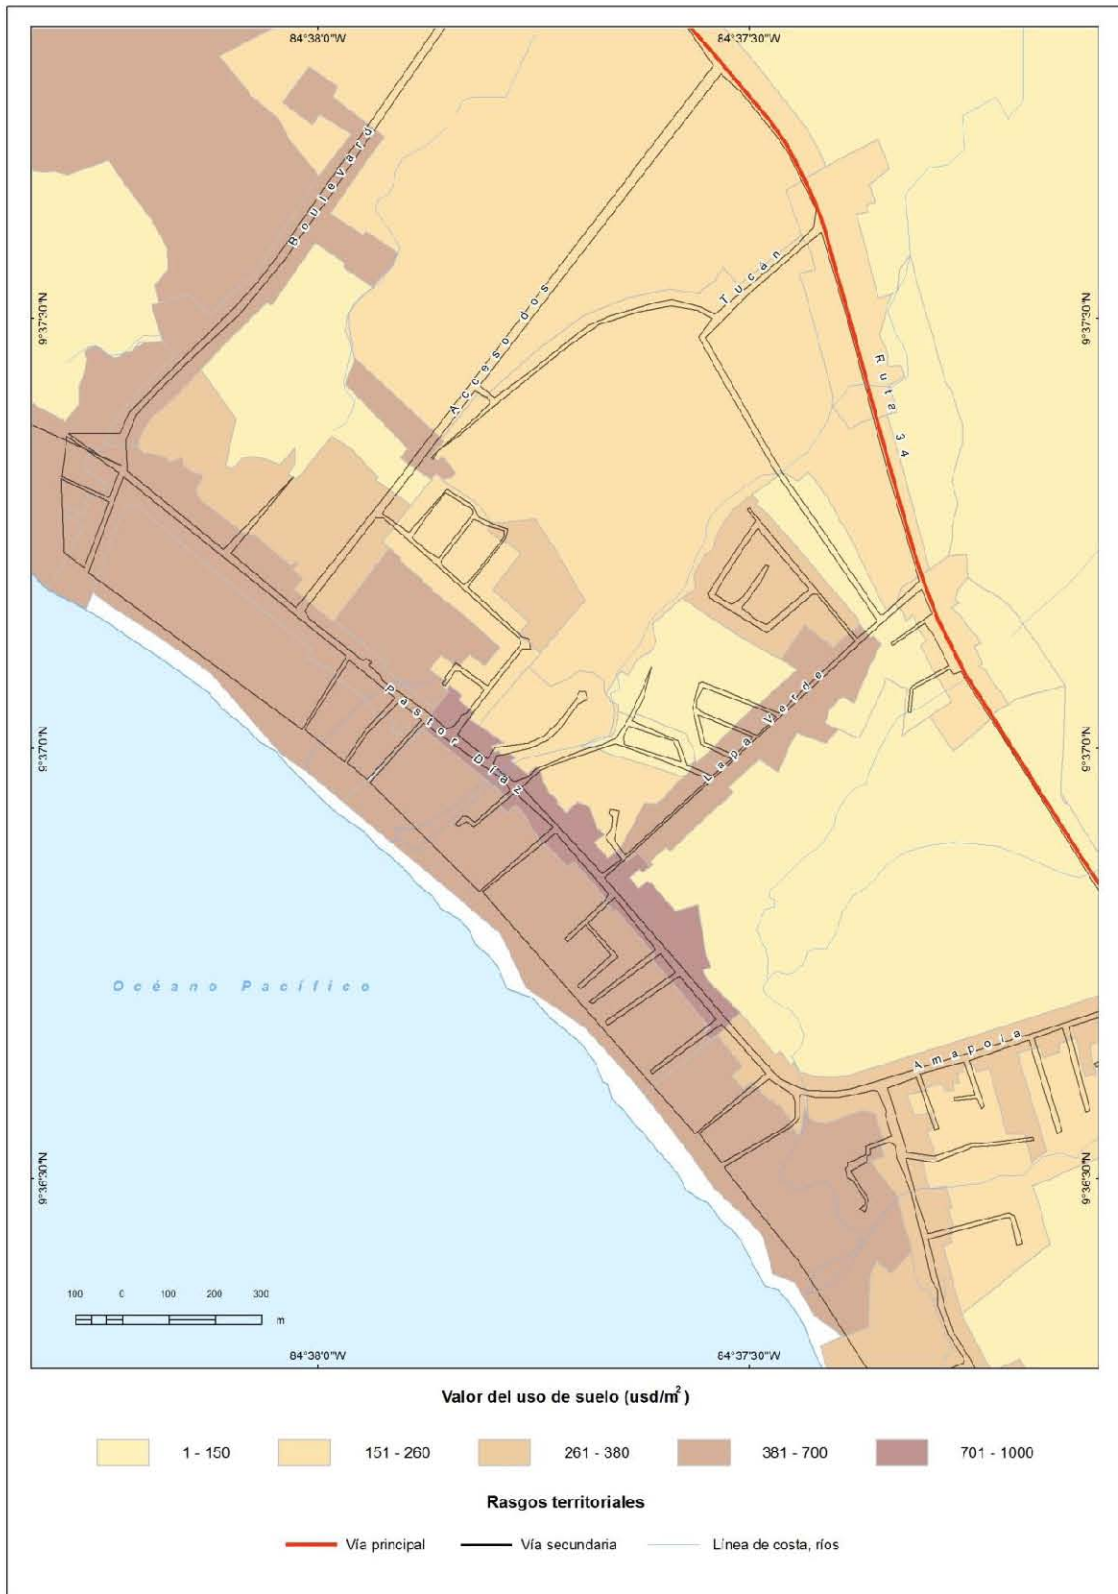 84°38'0"W 84°37'30"W
Boulevard
Acceso dos
Tucán
9°37'30"N 9°37'30"N
Ruta 34
Pastor Díaz
Lapa Verde
9°37'0"N 9°37'0"N
Océano Pacífico
Amapola
9°36'30"N 9°36'30"N
100 0 100 200 300
m
84°38'0"W 84°37'30"W
Valor del uso de suelo (usd/m²)
1 - 150 151 - 260 261 - 380 381 - 700 701 - 1000
Rasgos territoriales
Vía principal Vía secundaria Línea de costa, ríos